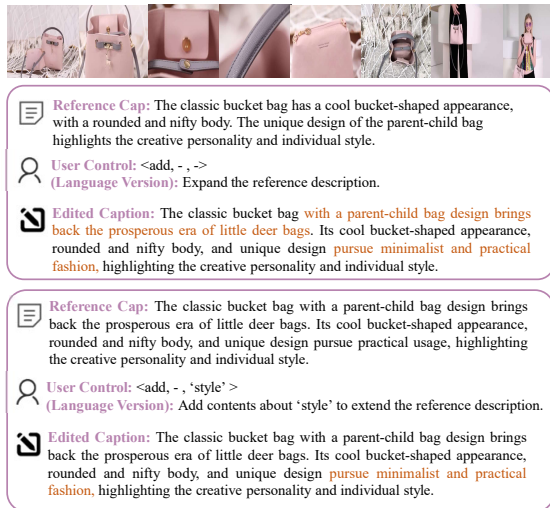 Reference Cap: The classic bucket bag has a cool bucket-shaped appearance,
with a rounded and nifty body. The unique design of the parent-child bag
highlights the creative personality and individual style.
User Control: <add, - , ->
(Language Version): Expand the reference description.
Edited Caption: The classic bucket bag with a parent-child bag design brings
back the prosperous era of little deer bags. Its cool bucket-shaped appearance,
rounded and nifty body, and unique design pursue minimalist and practical
fashion, highlighting the creative personality and individual style.
Reference Cap: The classic bucket bag with a parent-child bag design brings
back the prosperous era of little deer bags. Its cool bucket-shaped appearance,
rounded and nifty body, and unique design pursue practical usage, highlighting
the creative personality and individual style.
User Control: <add, - , ‘style’ >
(Language Version): Add contents about ‘style’ to extend the reference description.
Edited Caption: The classic bucket bag with a parent-child bag design brings
back the prosperous era of little deer bags. Its cool bucket-shaped appearance,
rounded and nifty body, and unique design pursue minimalist and practical
fashion, highlighting the creative personality and individual style.